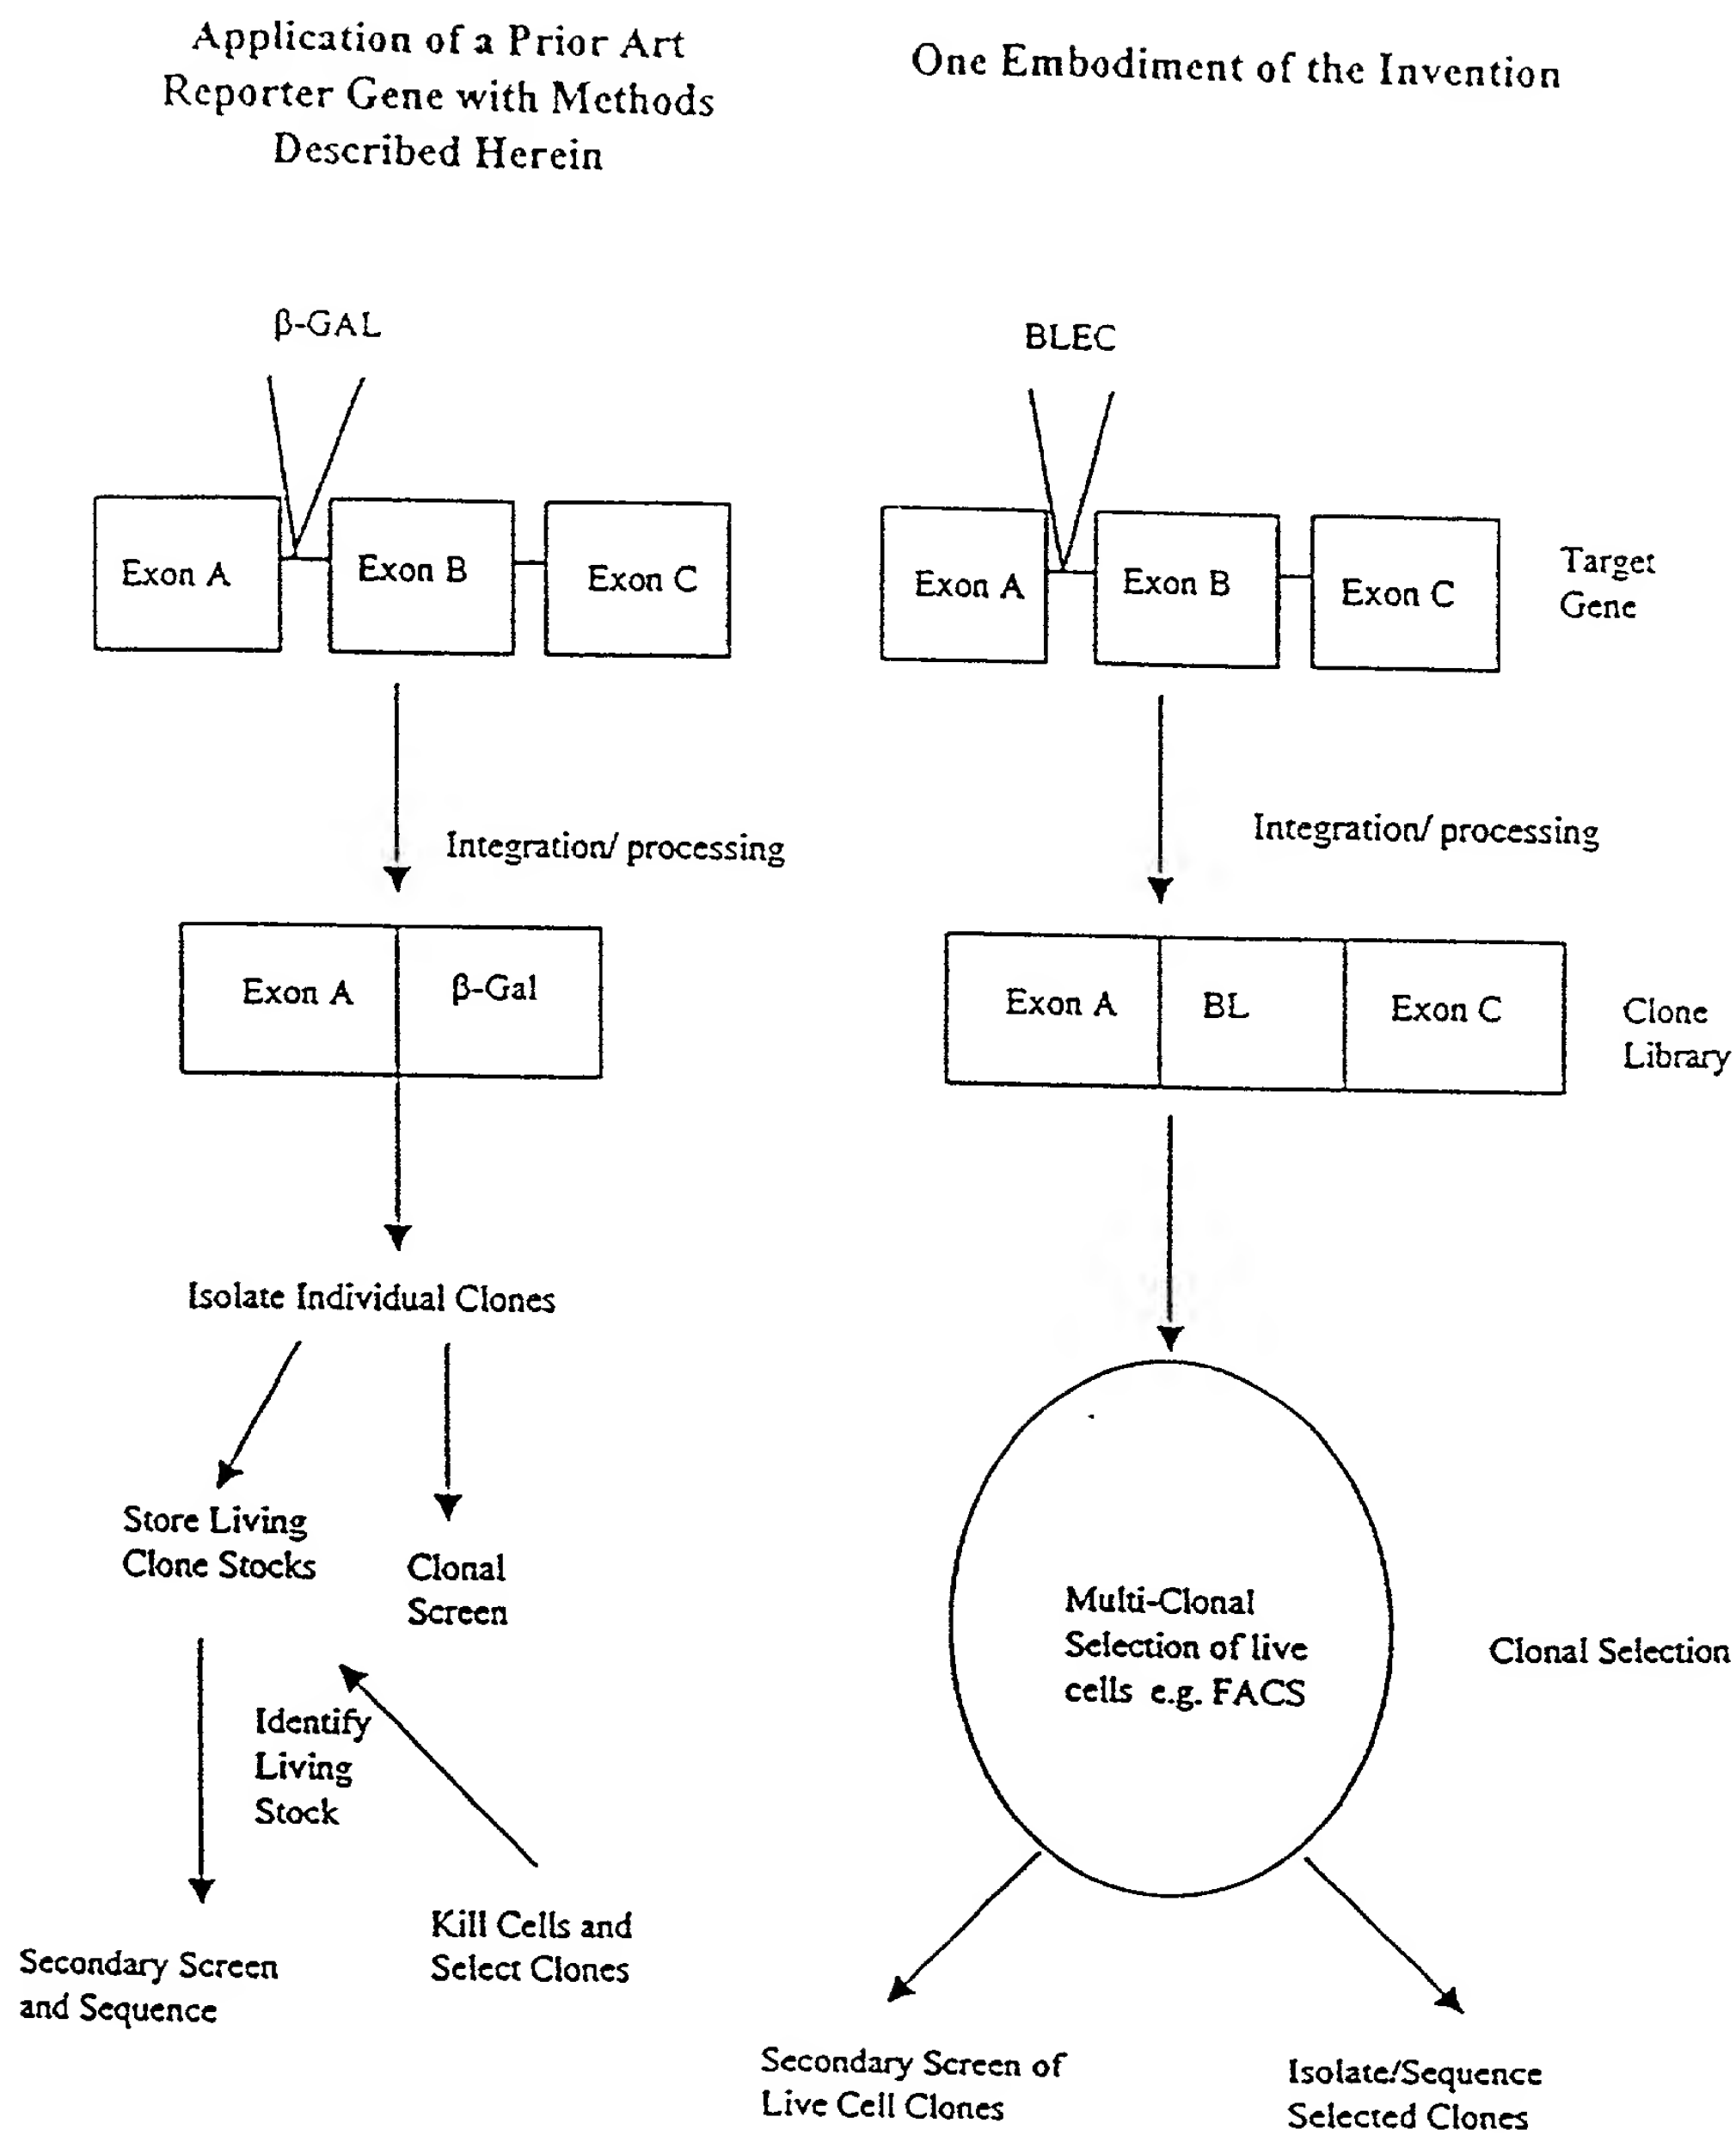 Application of a Prior Art
Reporter Gene with Methods
Described Herein
One Embodiment of the Invention
β-GAL
Exon A
Exon B
Exon C
Integration/ processing
Exon A
β-Gal
Isolate Individual Clones
Store Living
Clone Stocks
Clonal
Screen
Identify
Living
Stock
Kill Cells and
Select Clones
Secondary Screen
and Sequence
BLEC
Exon A
Exon B
Exon C
Target
Gene
Integration/ processing
Exon A
BL
Exon C
Clone
Library
Multi-Clonal
Selection of live
cells e.g. FACS
Clonal Selection
Secondary Screen of
Live Cell Clones
Isolate/Sequence
Selected Clones